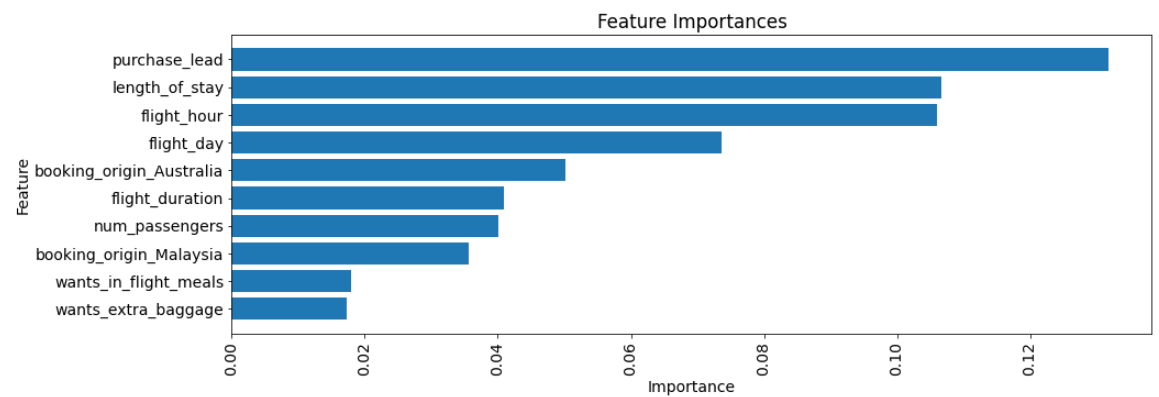 Feature Importances
Feature
purchase_lead
length_of_stay
flight_hour
flight_day
booking_origin_Australia
flight_duration
num_passengers
booking_origin_Malaysia
wants_in_flight_meals
wants_extra_baggage
0.00
0.02
0.04
0.06
0.08
0.10
0.12
Importance